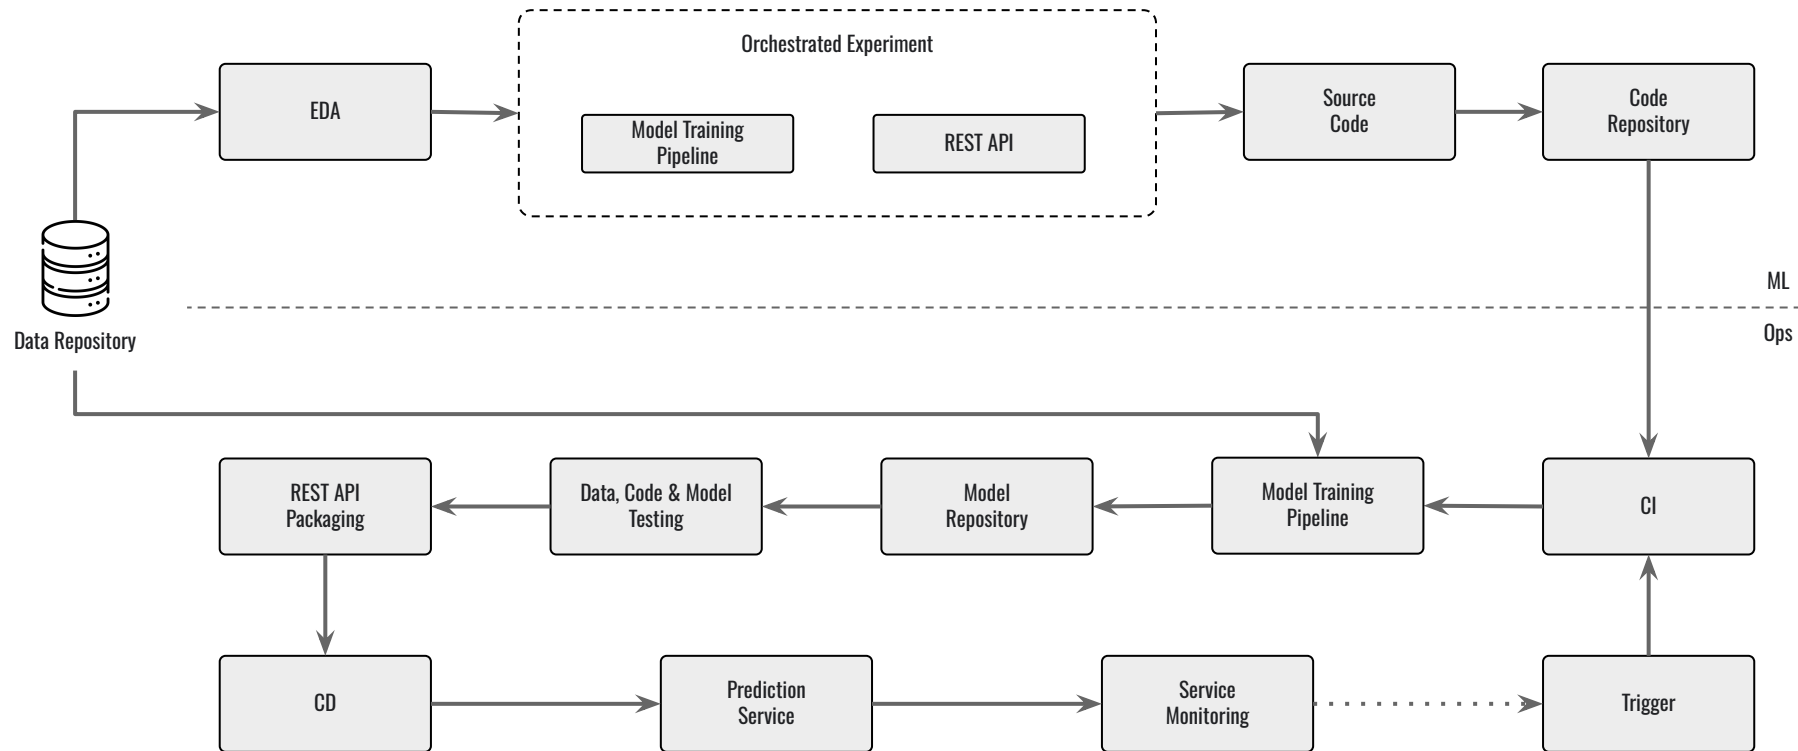 Orchestrated Experiment
EDA
Model Training
Pipeline
REST API
Source
Code
Code
Repository
ML
Data Repository
Ops
REST API
Packaging
Data, Code & Model
Testing
Model
Repository
Model Training
Pipeline
CI
CD
Prediction
Service
Service
Monitoring
Trigger